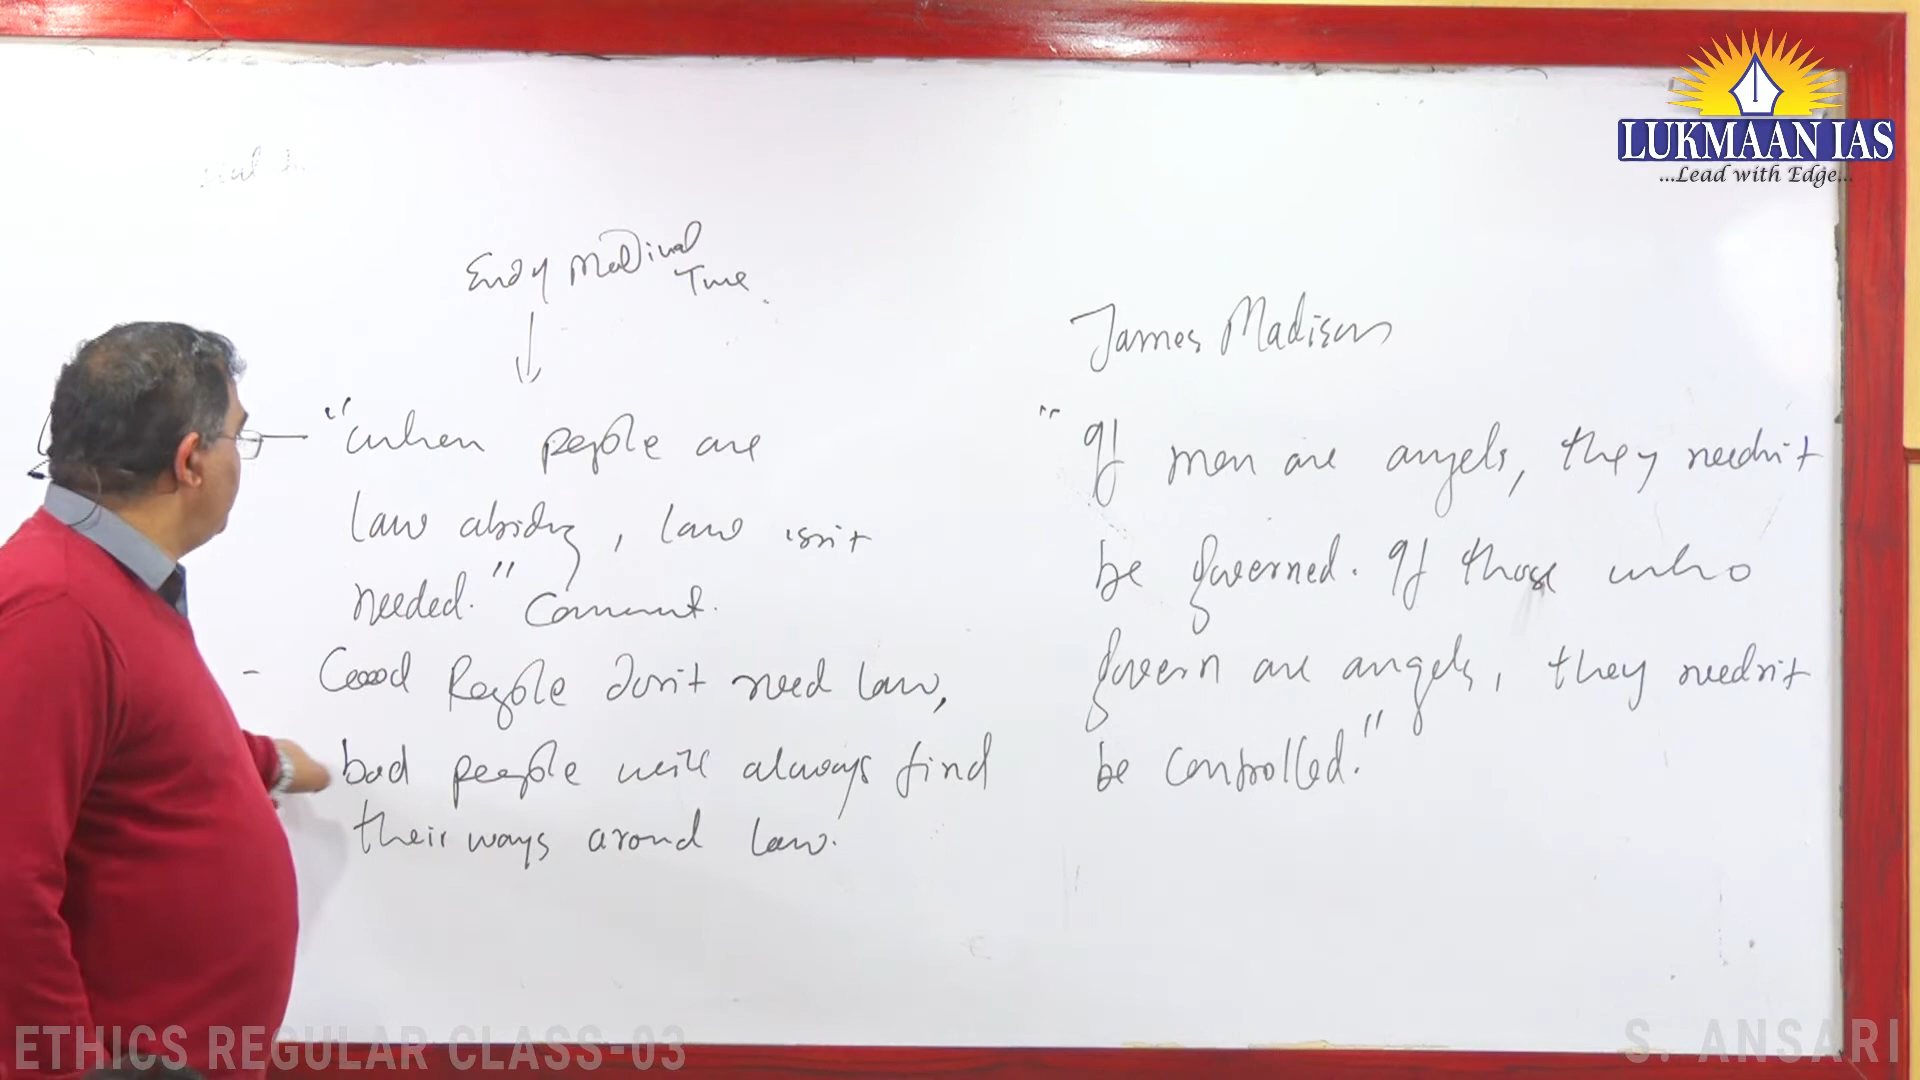 LUKMAAN IAS
...Lead with Edge...
End of Medival
Time
"When people are
law abiding, law isn't
needed." Comment.
- Good People don't need law,
bad people will always find
their ways around law.
James Madison
"If men are angels, they needn't
be governed. If those who
govern are angels, they needn't
be controlled."
ETHICS REGULAR CLASS-03
S. ANSARI